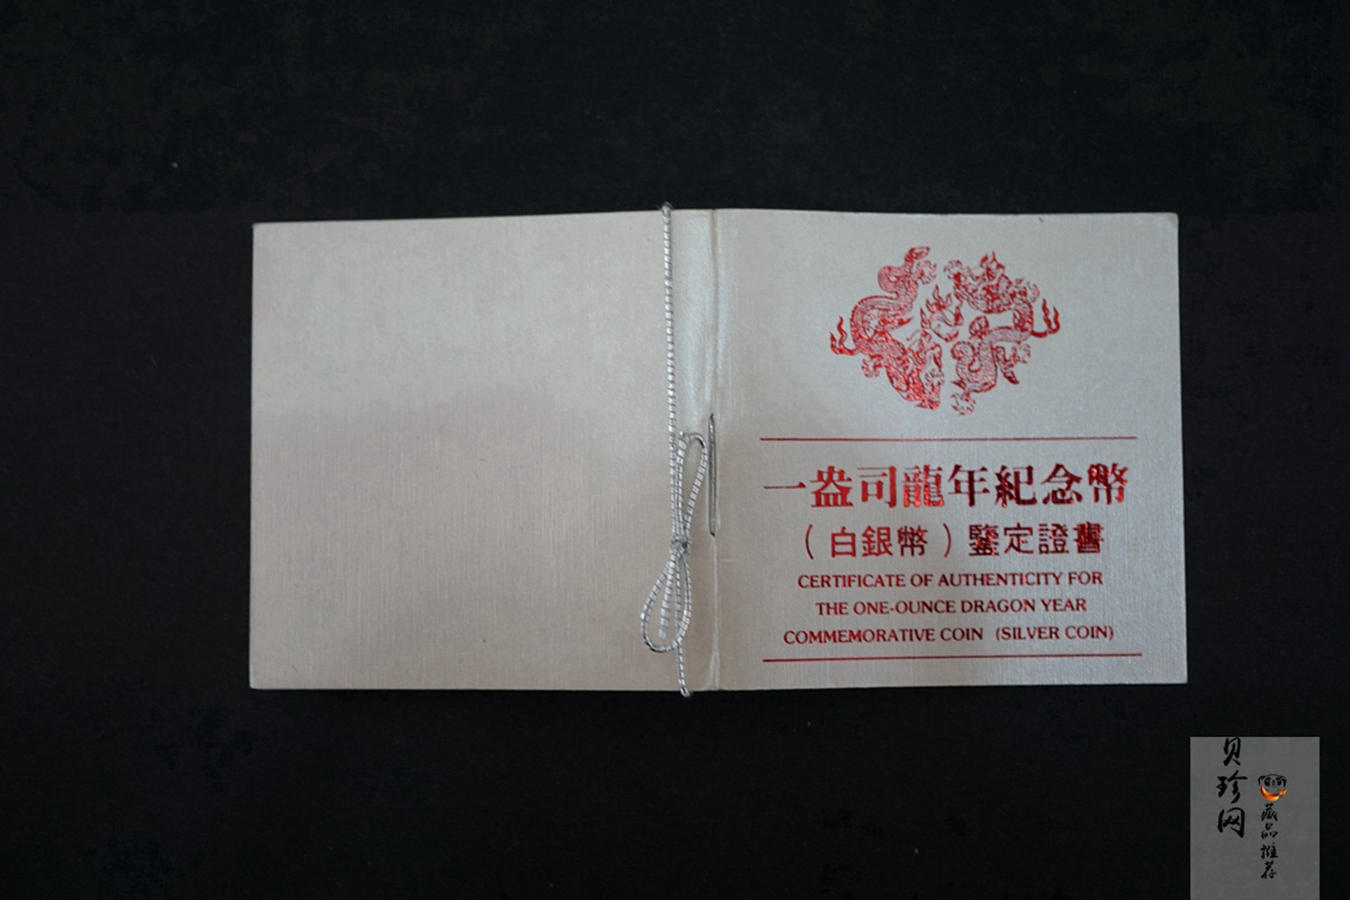 一盎司龍年紀念幣
（白銀幣）鑒定證書
CERTIFICATE OF AUTHENTICITY FOR
THE ONE-OUNCE DRAGON YEAR
COMMEMORATIVE COIN (SILVER COIN)
贝珍网
藏品推荐